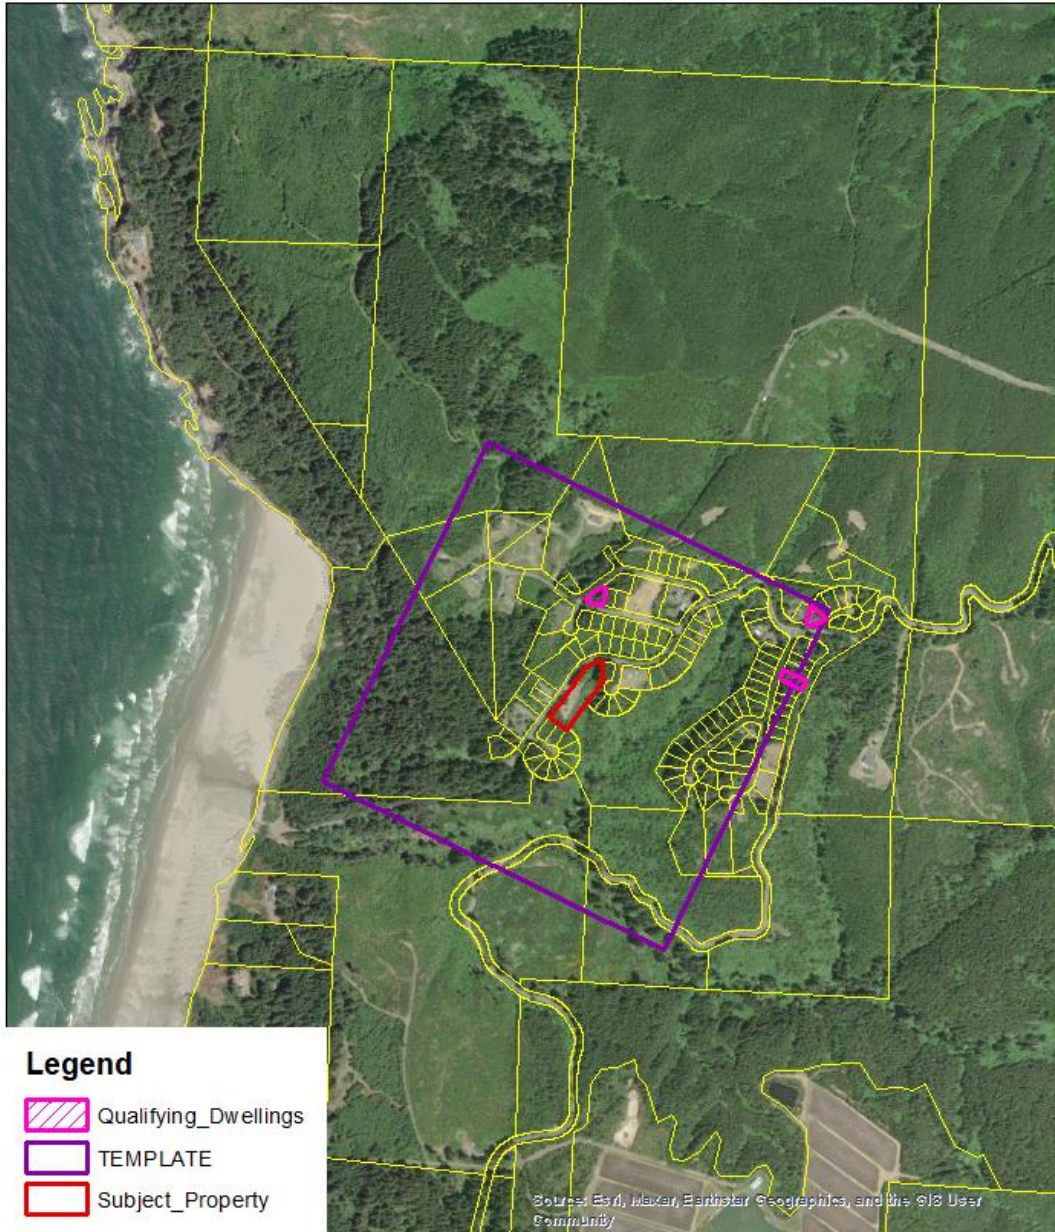 Legend
Qualifying_Dwellings
TEMPLATE
Subject_Property
Source: Esri, Maxar, Earthstar Geographics, and the GIS User
Community